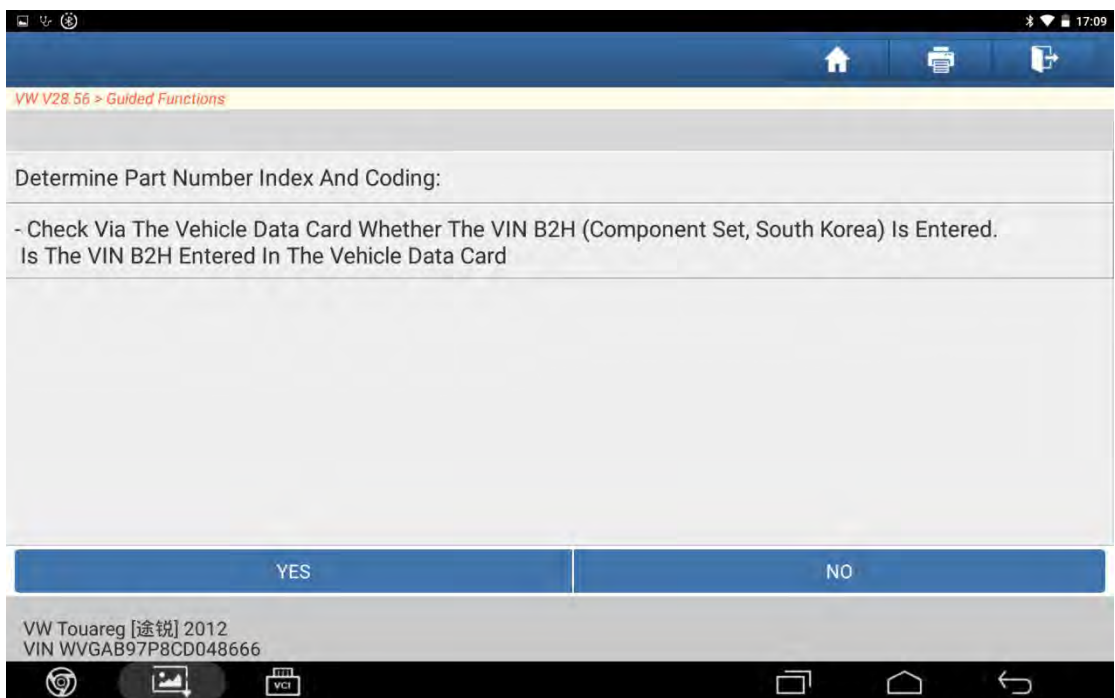 17:09
VW V28.56 > Guided Functions
Determine Part Number Index And Coding:
- Check Via The Vehicle Data Card Whether The VIN B2H (Component Set, South Korea) Is Entered.
Is The VIN B2H Entered In The Vehicle Data Card
YES
NO
VW Touareg [途锐] 2012
VIN WVGAB97P8CD048666
VCI